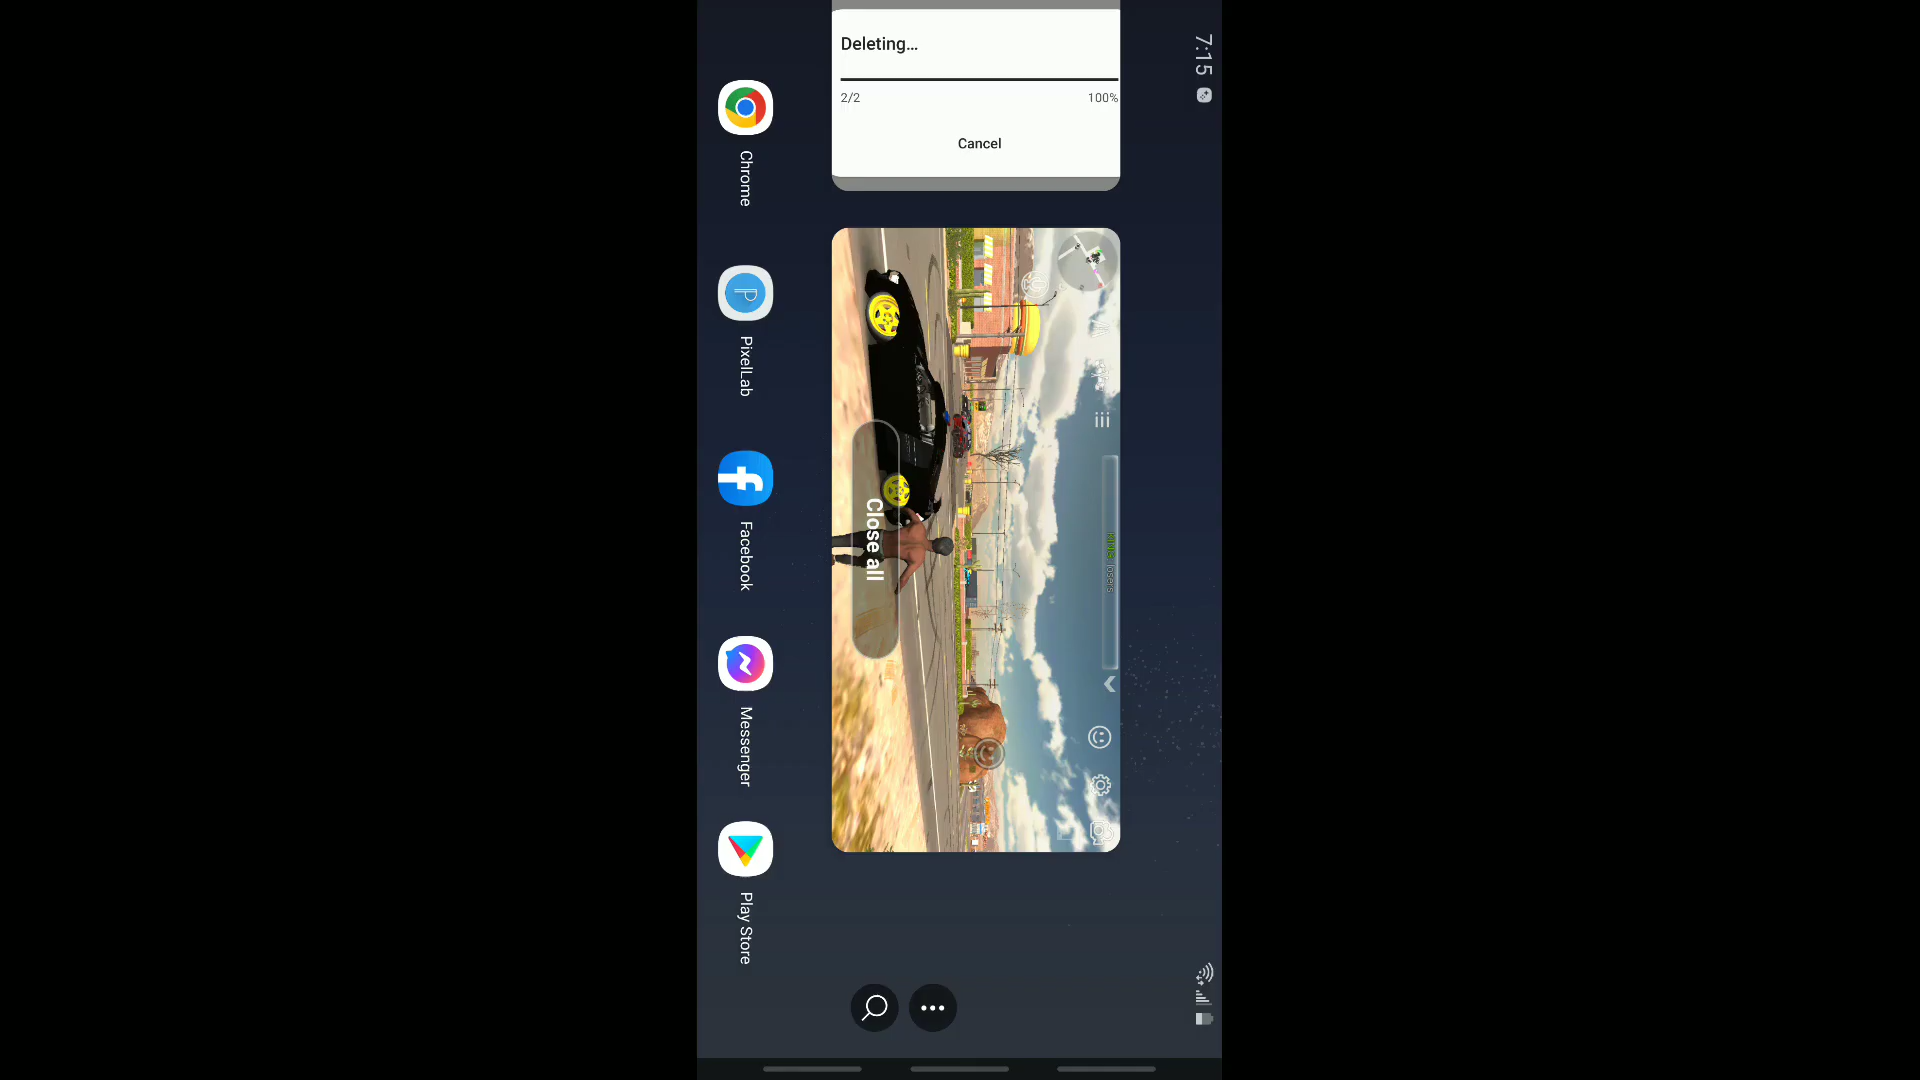 Deleting...
2/2 100%
Cancel
7:15
Chrome
PixelLab
Facebook
Messenger
Play Store
Close all